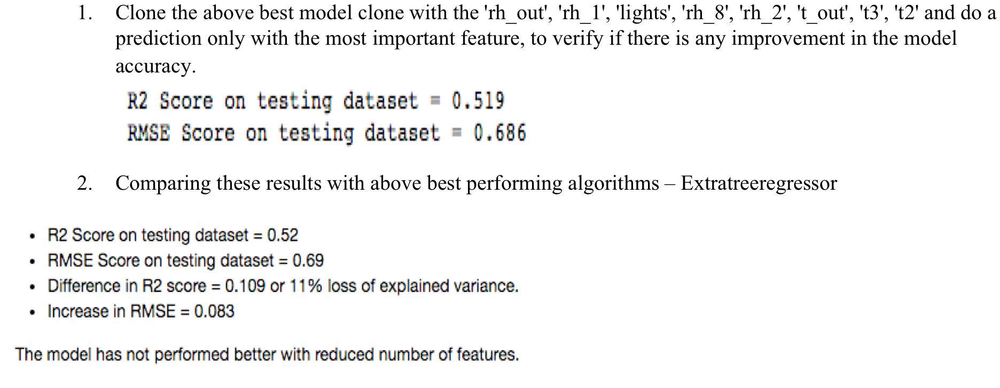 1. Clone the above best model clone with the 'rh_out', 'rh_1', 'lights', 'rh_8', 'rh_2', 't_out', 't3', 't2' and do a
prediction only with the most important feature, to verify if there is any improvement in the model
accuracy.
R2 Score on testing dataset = 0.519
RMSE Score on testing dataset = 0.686
2. Comparing these results with above best performing algorithms – Extratreeregressor
• R2 Score on testing dataset = 0.52
• RMSE Score on testing dataset = 0.69
• Difference in R2 score = 0.109 or 11% loss of explained variance.
• Increase in RMSE = 0.083
The model has not performed better with reduced number of features.